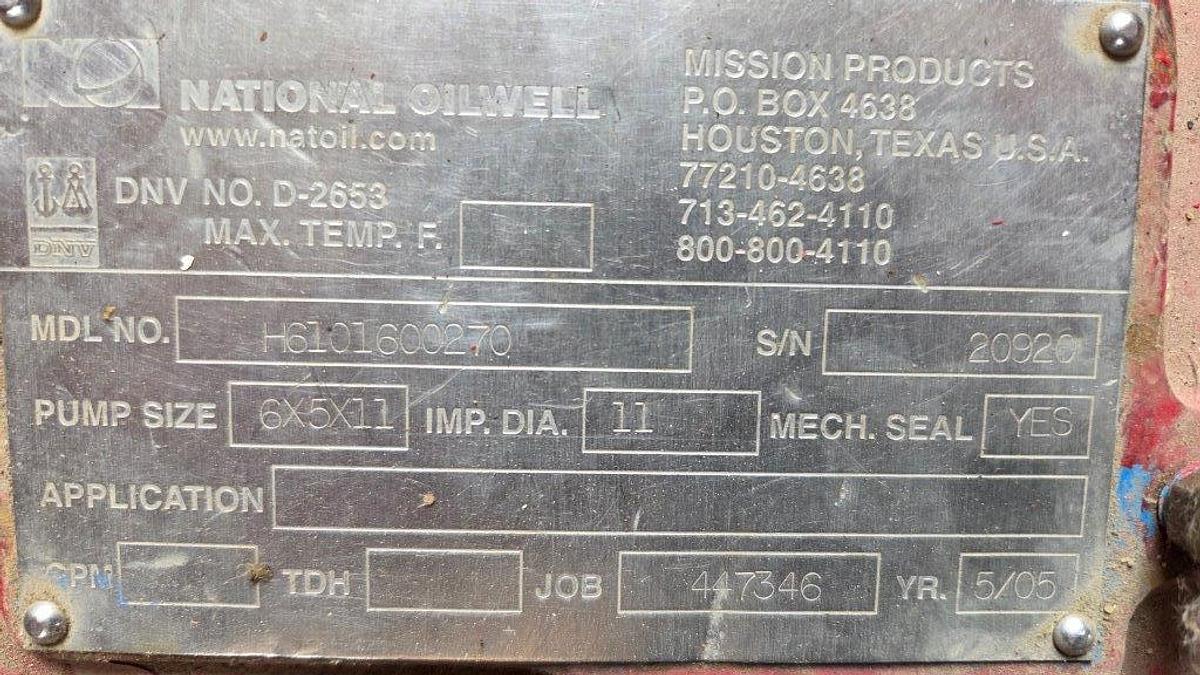 NO
NATIONAL OILWELL
www.natoil.com
MISSION PRODUCTS
P.O. BOX 4638
HOUSTON, TEXAS U.S.A.
77210-4638
713-462-4110
800-800-4110
DNV
DNV NO. D-2653
MAX. TEMP. F.
MDL NO. H6101600270 S/N 20920
PUMP SIZE 6X5X11 IMP. DIA. 11 MECH. SEAL YES
APPLICATION
GPM TDH JOB 447346 YR. 5/05